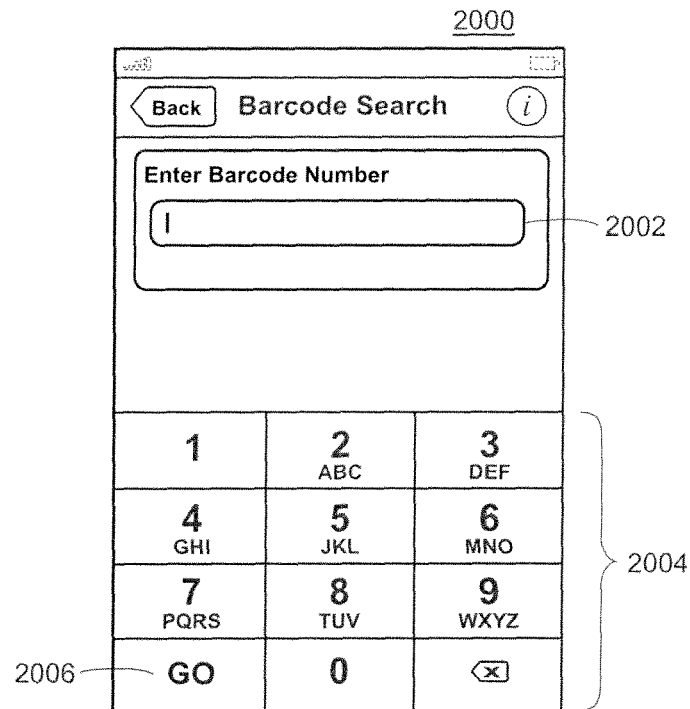 2000
Back Barcode Search i
Enter Barcode Number
2002
1 2 3
ABC DEF
4 5 6
GHI JKL MNO
2004
7 8 9
PQRS TUV WXYZ
2006 GO 0